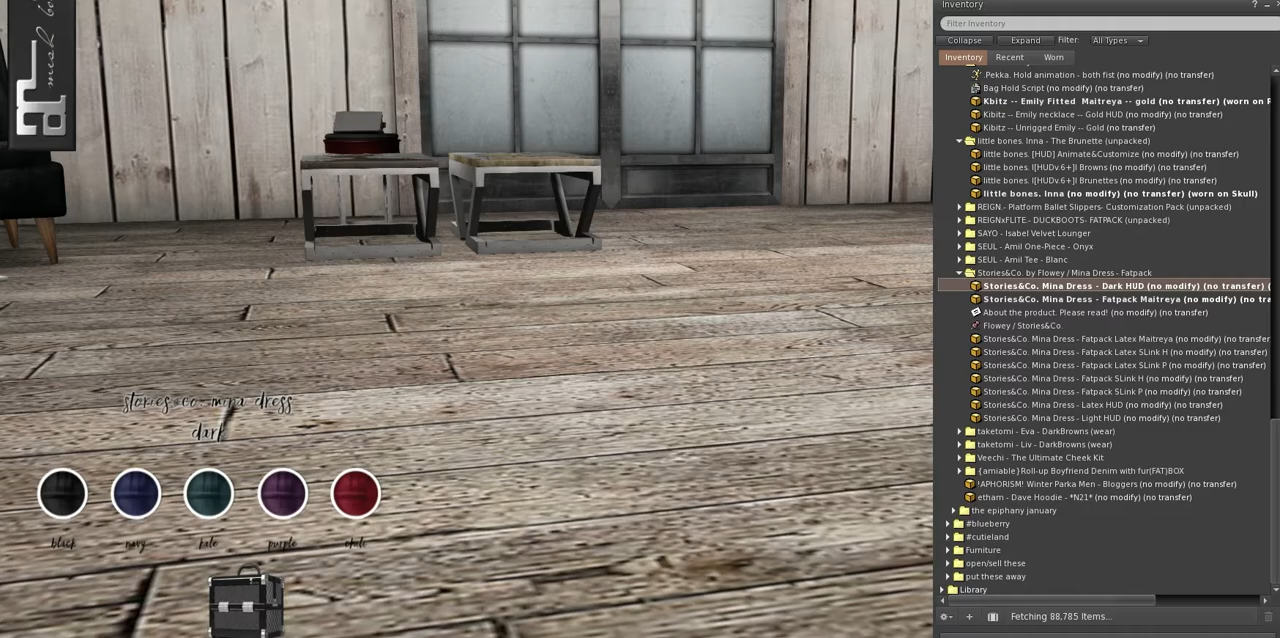 mesh bo
stories&co. mina dress
dark
black
navy
kale
purple
chili
Inventory
?
Filter Inventory
Collapse
Expand
Filter:
All Types
Inventory
Recent
Worn
.Pekka. Hold animation - both fist (no modify) (no transfer)
Bag Hold Script (no modify) (no transfer)
Kbitz -- Emily Fitted Maitreya -- gold (no transfer) (worn on
Kibitz -- Emily necklace -- Gold HUD (no modify) (no transfer)
Kibitz -- Unrigged Emily -- Gold (no transfer)
little bones. Inna - The Brunette (unpacked)
little bones. [HUD] Animate&Customize (no modify) (no transfer)
little bones. I[HUDv.6+]I Browns (no modify) (no transfer)
little bones. I[HUDv.6+]I Brunettes (no modify) (no transfer)
little bones. Inna (no modify) (no transfer) (worn on Skull)
REIGN.- Platform Ballet Slippers- Customization Pack (unpacked)
REIGNxFLITE - DUCKBOOTS- FATPACK (unpacked)
SAYO - Isabel Velvet Lounger
SEUL - Amil One-Piece - Onyx
SEUL - Amil Tee - Blanc
Stories&Co. by Flowey / Mina Dress - Fatpack
Stories&Co. Mina Dress - Dark HUD (no modify) (no transfer) (
Stories&Co. Mina Dress - Fatpack Maitreya (no modify) (no tra
About the product. Please read! (no modify) (no transfer)
Flowey / Stories&Co.
Stories&Co. Mina Dress - Fatpack Latex Maitreya (no modify) (no transfer
Stories&Co. Mina Dress - Fatpack Latex SLink H (no modify) (no transfer)
Stories&Co. Mina Dress - Fatpack Latex SLink P (no modify) (no transfer)
Stories&Co. Mina Dress - Fatpack SLink H (no modify) (no transfer)
Stories&Co. Mina Dress - Fatpack SLink P (no modify) (no transfer)
Stories&Co. Mina Dress - Latex HUD (no modify) (no transfer)
Stories&Co. Mina Dress - Light HUD (no modify) (no transfer)
taketomi - Eva - DarkBrowns (wear)
taketomi - Liv - DarkBrowns (wear)
Veechi - The Ultimate Cheek Kit
{amiable}Roll-up Boyfriend Denim with fur(FAT)BOX
!APHORISM! Winter Parka Men - Bloggers (no modify) (no transfer)
etham - Dave Hoodie - *N21* (no modify) (no transfer)
the epiphany january
#blueberry
#cutieland
Furniture
open/sell these
put these away
Library
Fetching 88,785 Items...